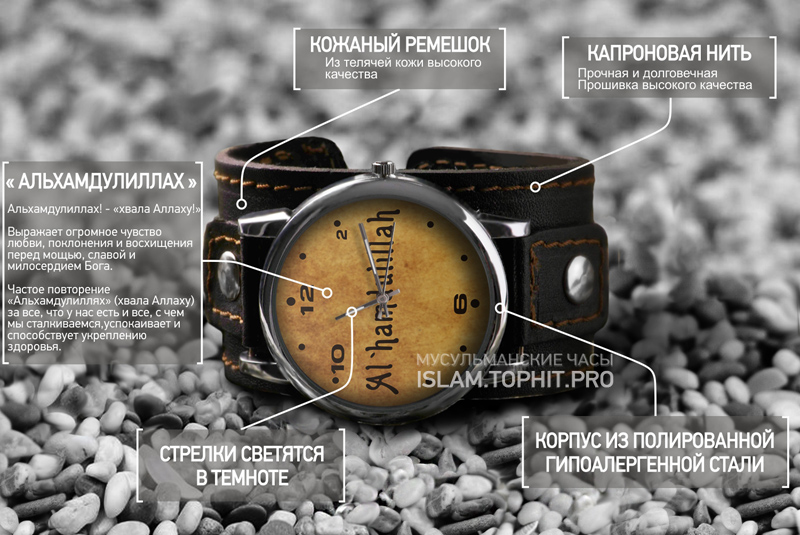 КОЖАНЫЙ РЕМЕШОК
Из телячей кожи высокого
качества
КАПРОНОВАЯ НИТЬ
Прочная и долговечная
Прошивка высокого качества
« АЛЬХАМДУЛИЛЛАХ »
Альхамдулиллах! - «хвала Аллаху!»
Выражает огромное чувство
любви, поклонения и восхищения
перед мощью, славой и
милосердием Бога.
Частое повторение
«Альхамдулиллях» (хвала Аллаху)
за все, что у нас есть и все, с чем
мы сталкиваемся,успокаивает и
способствует укреплению
здоровья.
2
12
10
6
Al`hamdulillah
МУСУЛЬМАНСКИЕ ЧАСЫ
ISLAM.TOPHIT.PRO
СТРЕЛКИ СВЕТЯТСЯ
В ТЕМНОТЕ
КОРПУС ИЗ ПОЛИРОВАННОЙ
ГИПОАЛЕРГЕННОЙ СТАЛИ